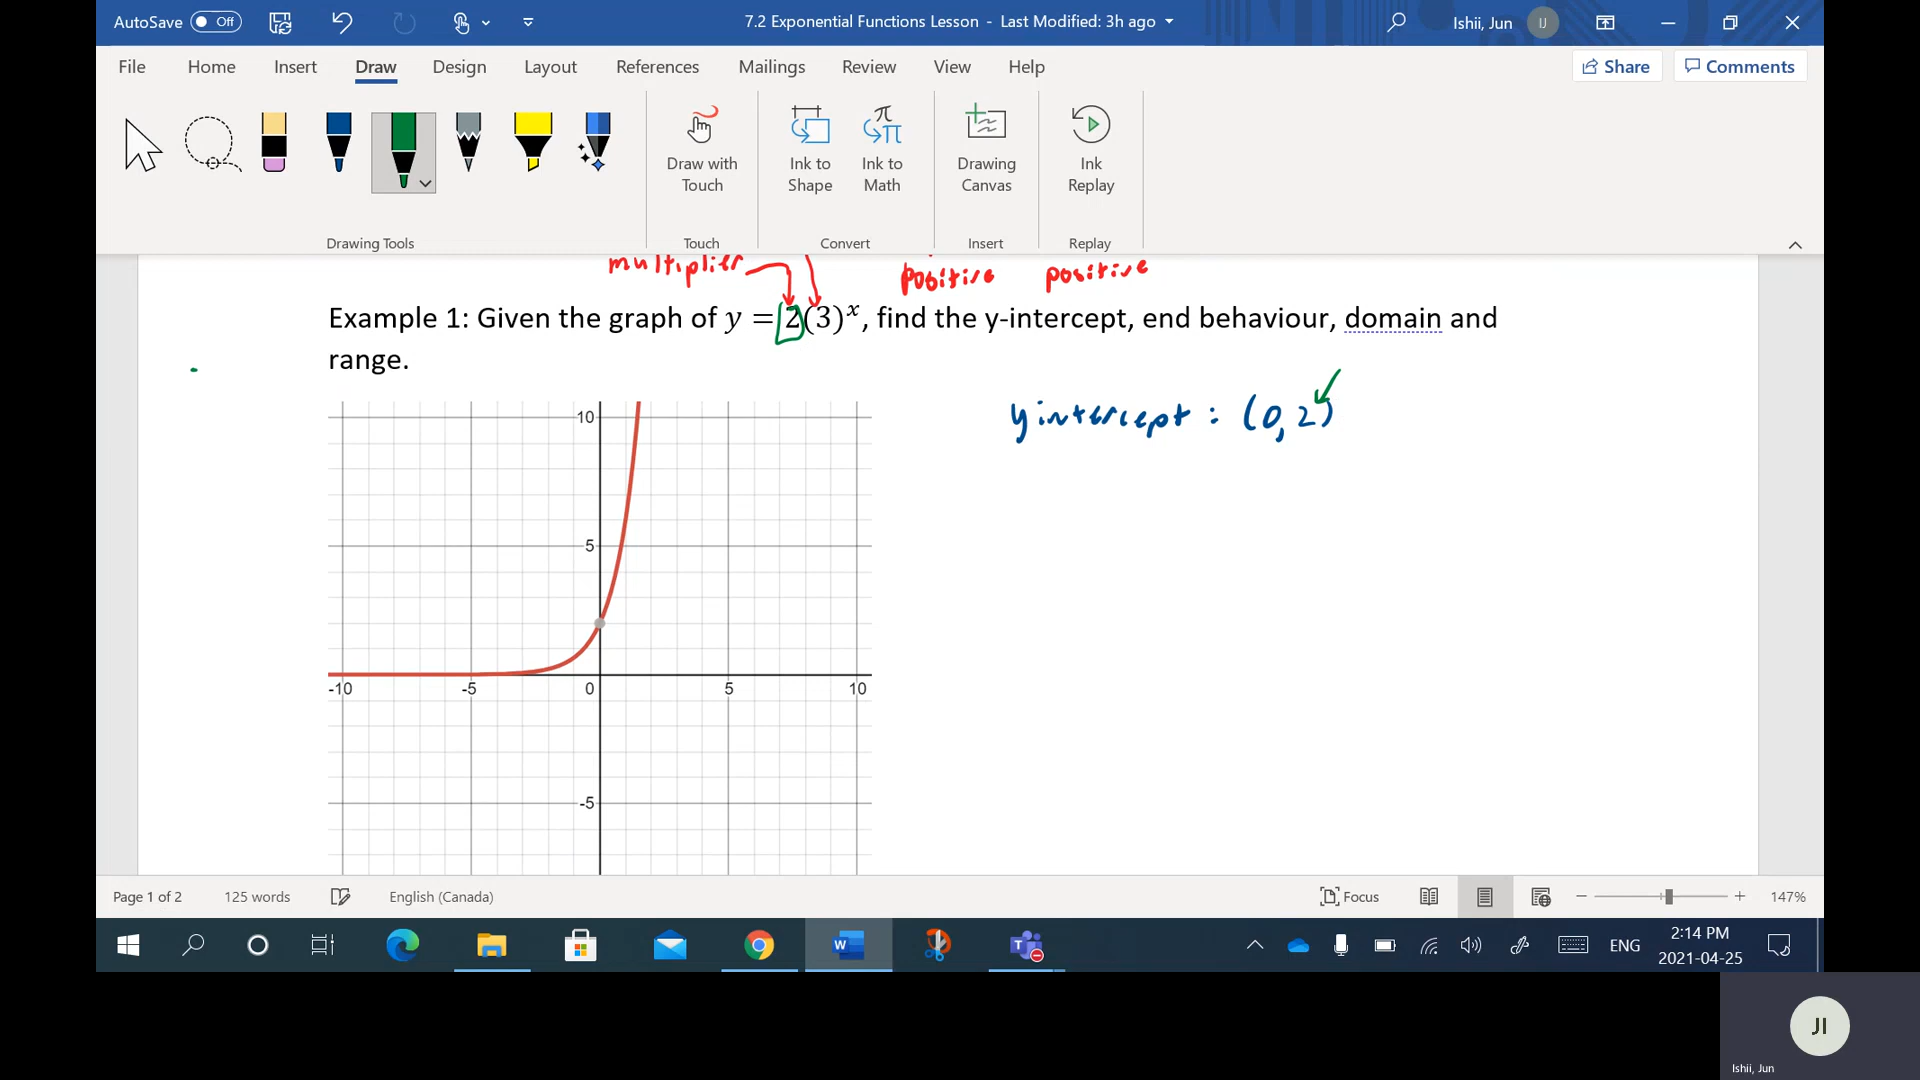 AutoSave Off 7.2 Exponential Functions Lesson - Last Modified: 3h ago Ishii, Jun IJ
File Home Insert Draw Design Layout References Mailings Review View Help Share Comments
Draw with Touch Ink to Shape Ink to Math Drawing Canvas Ink Replay
Drawing Tools Touch Convert Insert Replay
multiplier positive positive
Example 1: Given the graph of y = 2(3)^x, find the y-intercept, end behaviour, domain and
range.
y intercept : (0, 2)
10
5
-10 -5 0 5 10
-5
Page 1 of 2 125 words English (Canada) Focus 147%
ENG 2:14 PM
2021-04-25
JI
Ishii, Jun